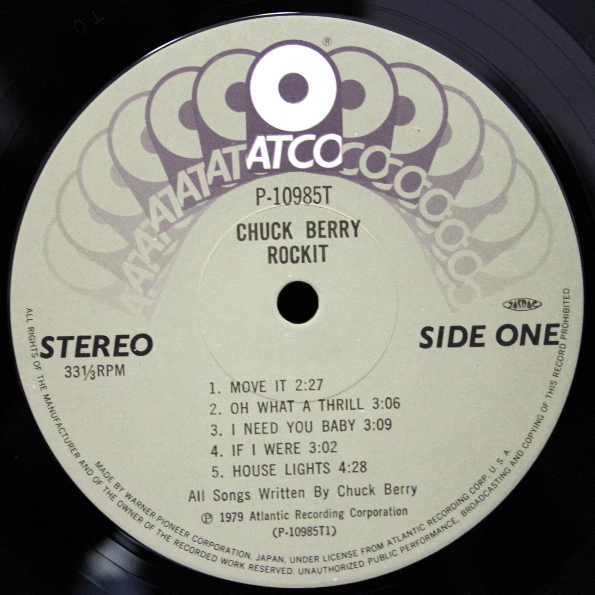 ®
ATCO
P-10985T
CHUCK BERRY
ROCKIT
STEREO
33⅓RPM
JASRAC
SIDE ONE
1. MOVE IT 2:27
2. OH WHAT A THRILL 3:06
3. I NEED YOU BABY 3:09
4. IF I WERE 3:02
5. HOUSE LIGHTS 4:28
All Songs Written By Chuck Berry
℗ 1979 Atlantic Recording Corporation
(P-10985T1)
MADE BY WARNER-PIONEER CORPORATION, JAPAN, UNDER LICENSE FROM ATLANTIC RECORDING CORP. U.S.A.
ALL RIGHTS OF THE MANUFACTURER AND OF THE OWNER OF THE RECORDED WORK RESERVED. UNAUTHORIZED PUBLIC PERFORMANCE, BROADCASTING AND COPYING OF THIS RECORD PROHIBITED.